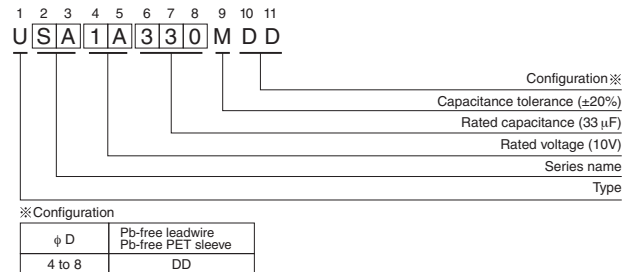 1 2 3 4 5 6 7 8 9 10 11
U S A 1 A 3 3 0 M D D
Configuration※
Capacitance tolerance (±20%)
Rated capacitance (33 μF)
Rated voltage (10V)
Series name
Type
※Configuration
ϕ D
Pb-free leadwire
Pb-free PET sleeve
4 to 8 DD